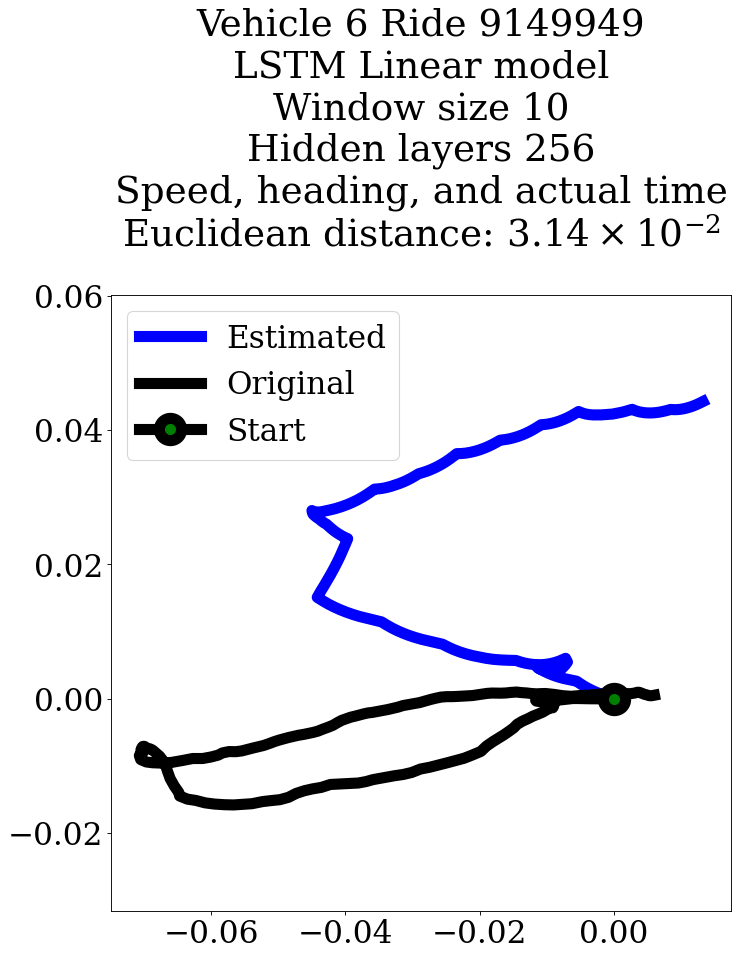 Vehicle 6 Ride 9149949
LSTM Linear model
Window size 10
Hidden layers 256
Speed, heading, and actual time
Euclidean distance: 3.14 × 10⁻²
Estimated
Original
Start
0.06
0.04
0.02
0.00
−0.02
−0.06 −0.04 −0.02 0.00